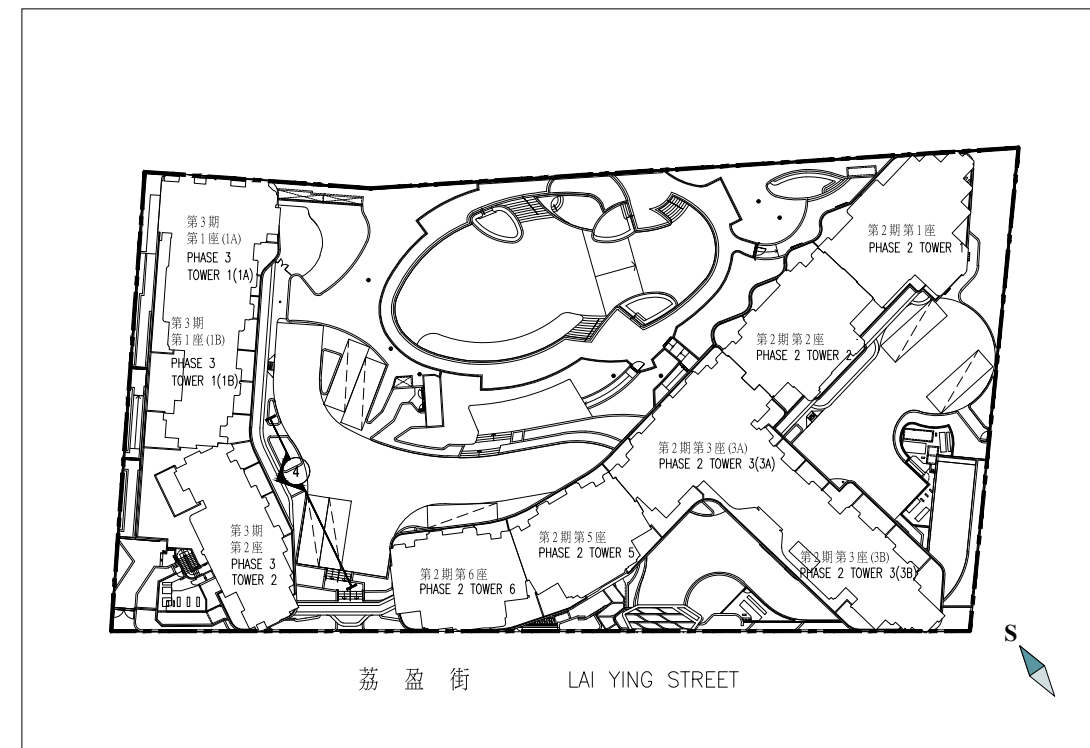 第3期
第1座(1A)
PHASE 3
TOWER 1(1A)
第3期
第1座(1B)
PHASE 3
TOWER 1(1B)
第3期
第2座
PHASE 3
TOWER 2
4
第2期第1座
PHASE 2 TOWER 1
第2期第2座
PHASE 2 TOWER 2
第2期第3座(3A)
PHASE 2 TOWER 3(3A)
第2期第5座
PHASE 2 TOWER 5
第2期第6座
PHASE 2 TOWER 6
第2期第3座(3B)
PHASE 2 TOWER 3(3B)
S
荔盈街 LAI YING STREET